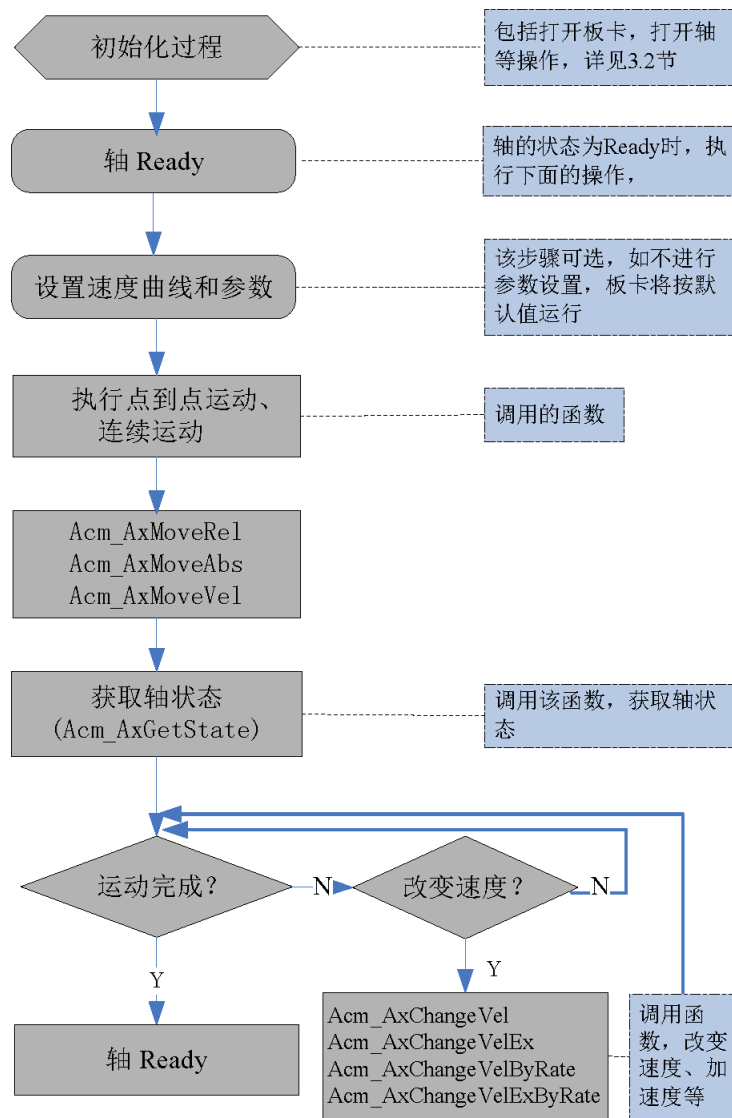 初始化过程
包括打开板卡，打开轴
等操作，详见3.2节
轴 Ready
轴的状态为Ready时，执
行下面的操作，
设置速度曲线和参数
该步骤可选，如不进行
参数设置，板卡将按默
认值运行
执行点到点运动、
连续运动
调用的函数
Acm_AxMoveRel
Acm_AxMoveAbs
Acm_AxMoveVel
获取轴状态
(Acm_AxGetState)
调用该函数，获取轴状
态
运动完成？
N
改变速度？
N
Y
Y
轴 Ready
Acm_AxChangeVel
Acm_AxChangeVelEx
Acm_AxChangeVelByRate
Acm_AxChangeVelExByRate
调用函
数，改变
速度、加
速度等